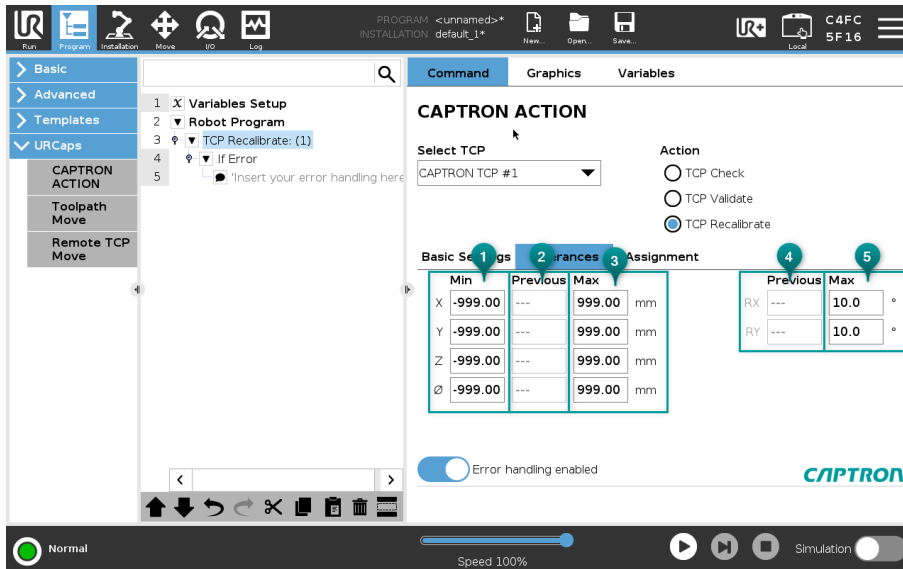 PROGRAM <unnamed>*
INSTALLATION default_1*
C4FC
5F16
Run Program Installation Move I/O Log New... Open... Save... UR+ Local
Basic
Advanced
Templates
URCaps
CAPTRON
ACTION
Toolpath
Move
Remote TCP
Move
1 X Variables Setup
2 Robot Program
3 TCP Recalibrate: (1)
4 If Error
5 'Insert your error handling here
Command Graphics Variables
CAPTRON ACTION
Select TCP
CAPTRON TCP #1
Action
TCP Check
TCP Validate
TCP Recalibrate
Assignment
1 2 3 4 5
Min Previous Max Previous Max
X -999.00 --- 999.00 mm RX --- 10.0 °
Y -999.00 --- 999.00 mm RY --- 10.0 °
Z -999.00 --- 999.00 mm
Ø -999.00 --- 999.00 mm
Error handling enabled
CAPTRON
Normal
Speed 100%
Simulation